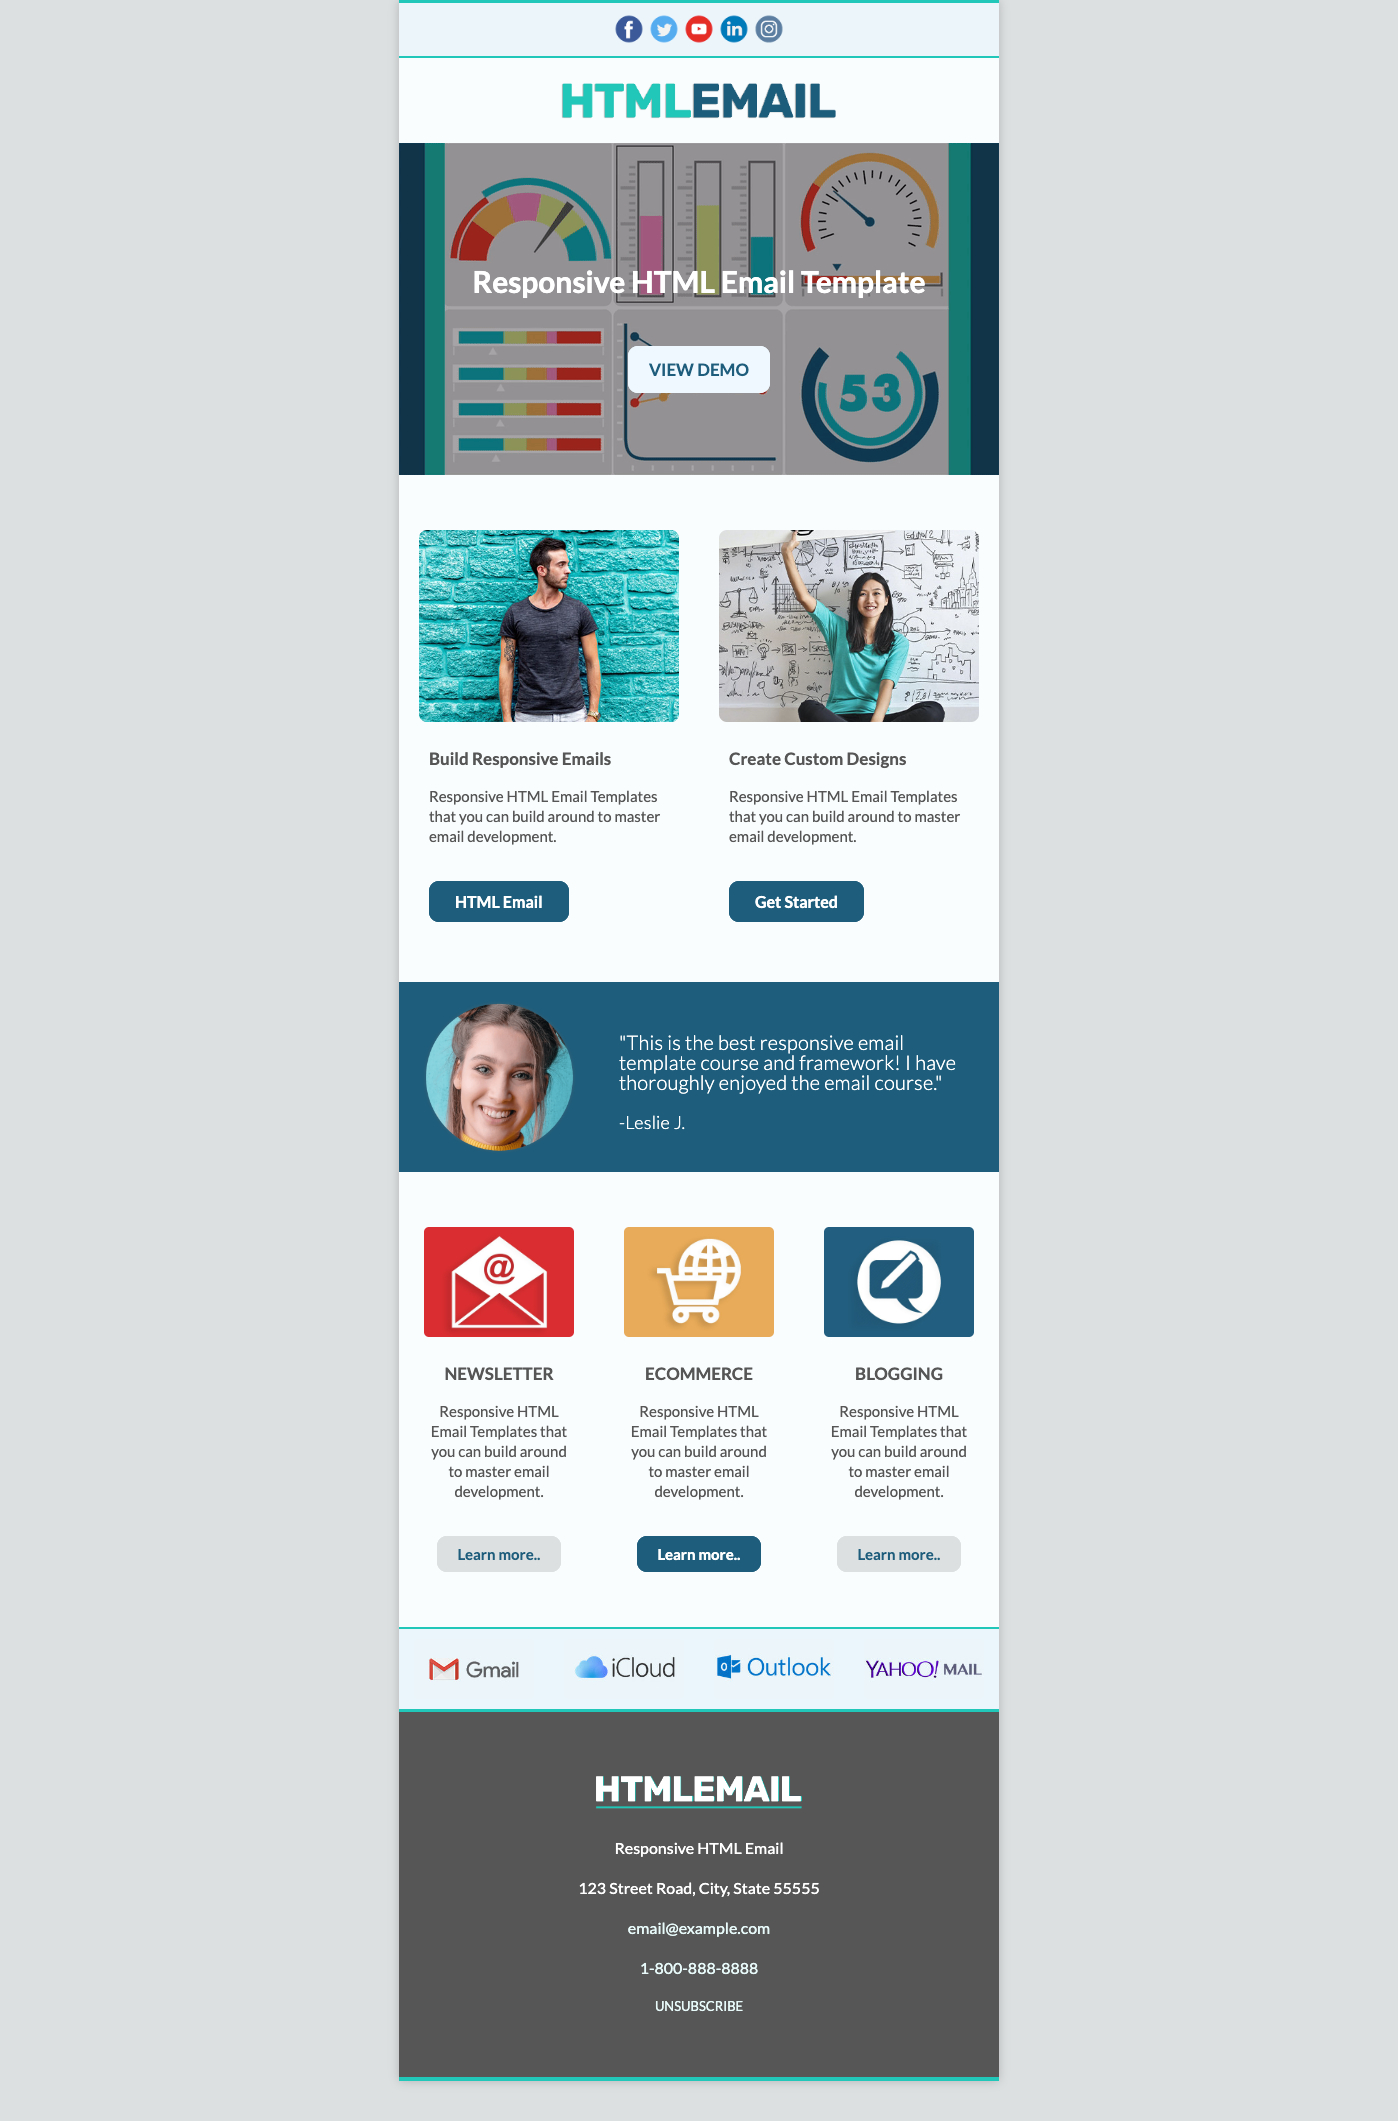 HTMLEMAIL
Responsive HTML Email Template
VIEW DEMO
53
Build Responsive Emails
Responsive HTML Email Templates
that you can build around to master
email development.
HTML Email
Create Custom Designs
Responsive HTML Email Templates
that you can build around to master
email development.
Get Started
"This is the best responsive email
template course and framework! I have
thoroughly enjoyed the email course."
-Leslie J.
NEWSLETTER
Responsive HTML
Email Templates that
you can build around
to master email
development.
Learn more..
ECOMMERCE
Responsive HTML
Email Templates that
you can build around
to master email
development.
Learn more..
BLOGGING
Responsive HTML
Email Templates that
you can build around
to master email
development.
Learn more..
Gmail
iCloud
Outlook
YAHOO! MAIL
HTMLEMAIL
Responsive HTML Email
123 Street Road, City, State 55555
email@example.com
1-800-888-8888
UNSUBSCRIBE